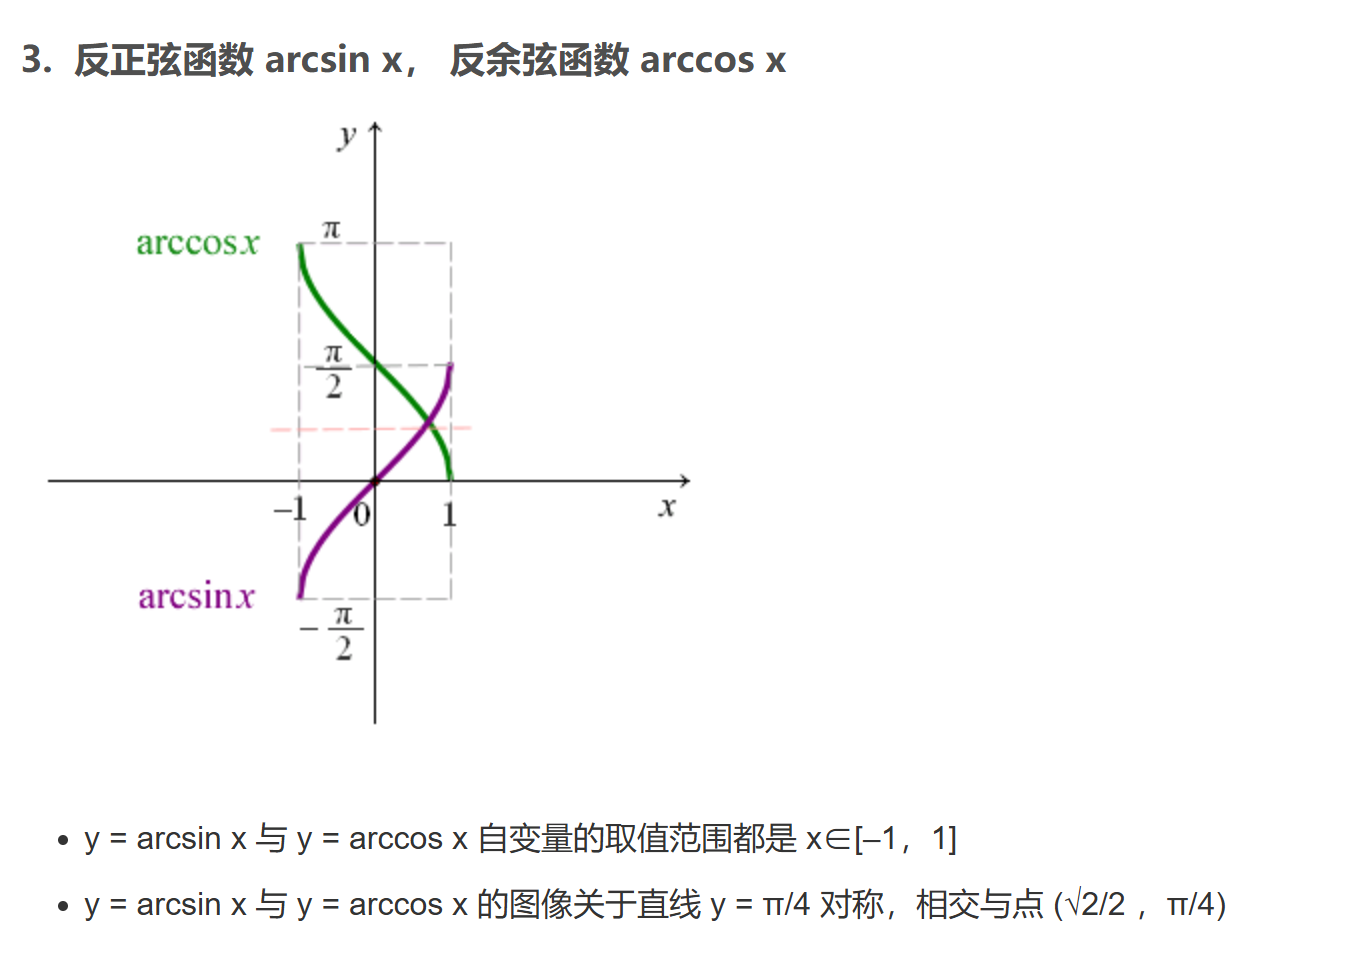 3. 反正弦函数 arcsin x， 反余弦函数 arccos x
y
arccos x
π
π/2
–1
0
1
x
arcsin x
–π/2
• y = arcsin x 与 y = arccos x 自变量的取值范围都是 x∈[–1，1]
• y = arcsin x 与 y = arccos x 的图像关于直线 y = π/4 对称，相交与点 (√2/2 ，π/4)